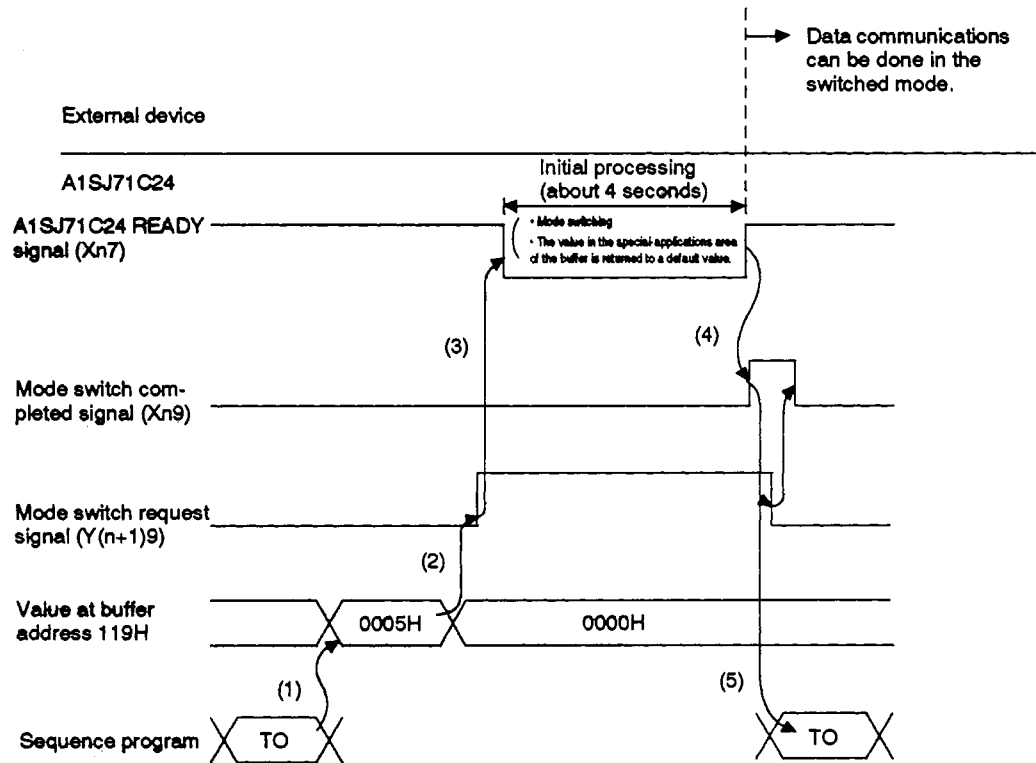 Data communications
can be done in the
switched mode.
External device
A1SJ71C24
Initial processing
(about 4 seconds)
A1SJ71C24 READY
signal (Xn7)
• Mode switching
• The value in the special-applications area
of the buffer is returned to a default value.
(3)
(4)
Mode switch com-
pleted signal (Xn9)
Mode switch request
signal (Y(n+1)9)
(2)
Value at buffer
address 119H
0005H
0000H
(1)
(5)
Sequence program
TO
TO